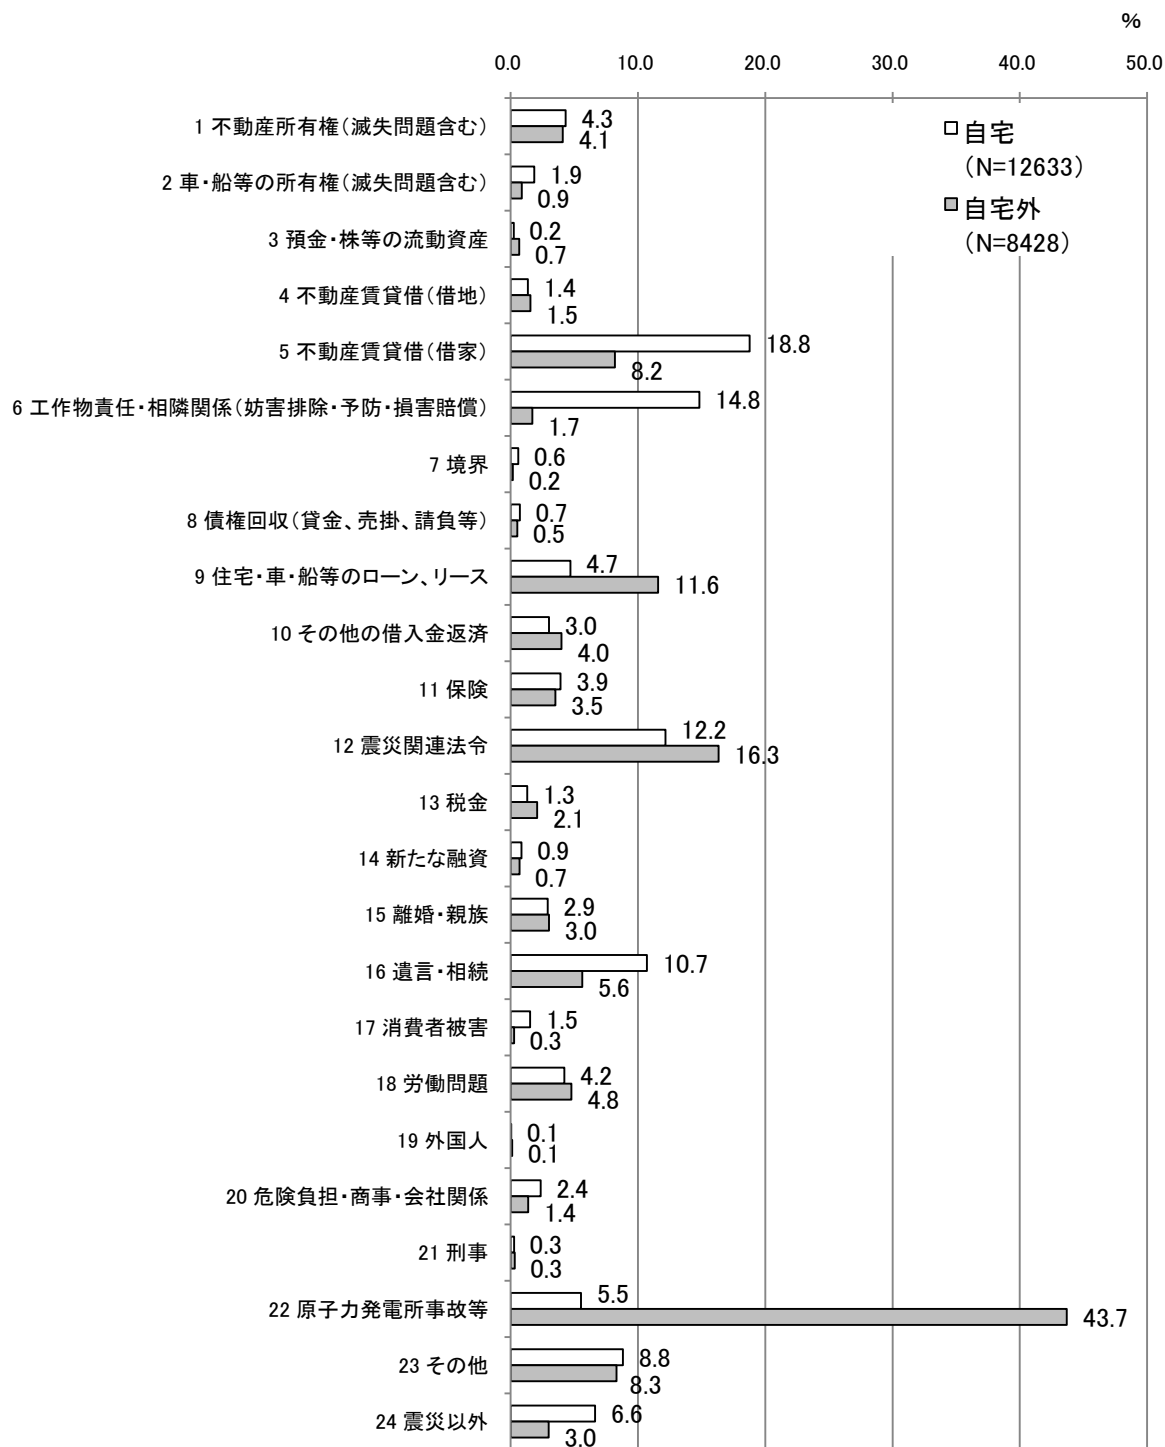 %
0.0 10.0 20.0 30.0 40.0 50.0
1 不動産所有権（滅失問題含む） 4.3 4.1
2 車・船等の所有権（滅失問題含む） 1.9 0.9
3 預金・株等の流動資産 0.2 0.7
4 不動産賃貸借（借地） 1.4 1.5
5 不動産賃貸借（借家） 18.8 8.2
6 工作物責任・相隣関係（妨害排除・予防・損害賠償） 14.8 1.7
7 境界 0.6 0.2
8 債権回収（貸金、売掛、請負等） 0.7 0.5
9 住宅・車・船等のローン、リース 4.7 11.6
10 その他の借入金返済 3.0 4.0
11 保険 3.9 3.5
12 震災関連法令 12.2 16.3
13 税金 1.3 2.1
14 新たな融資 0.9 0.7
15 離婚・親族 2.9 3.0
16 遺言・相続 10.7 5.6
17 消費者被害 1.5 0.3
18 労働問題 4.2 4.8
19 外国人 0.1 0.1
20 危険負担・商事・会社関係 2.4 1.4
21 刑事 0.3 0.3
22 原子力発電所事故等 5.5 43.7
23 その他 8.8 8.3
24 震災以外 6.6 3.0
自宅
（N=12633）
自宅外
（N=8428）